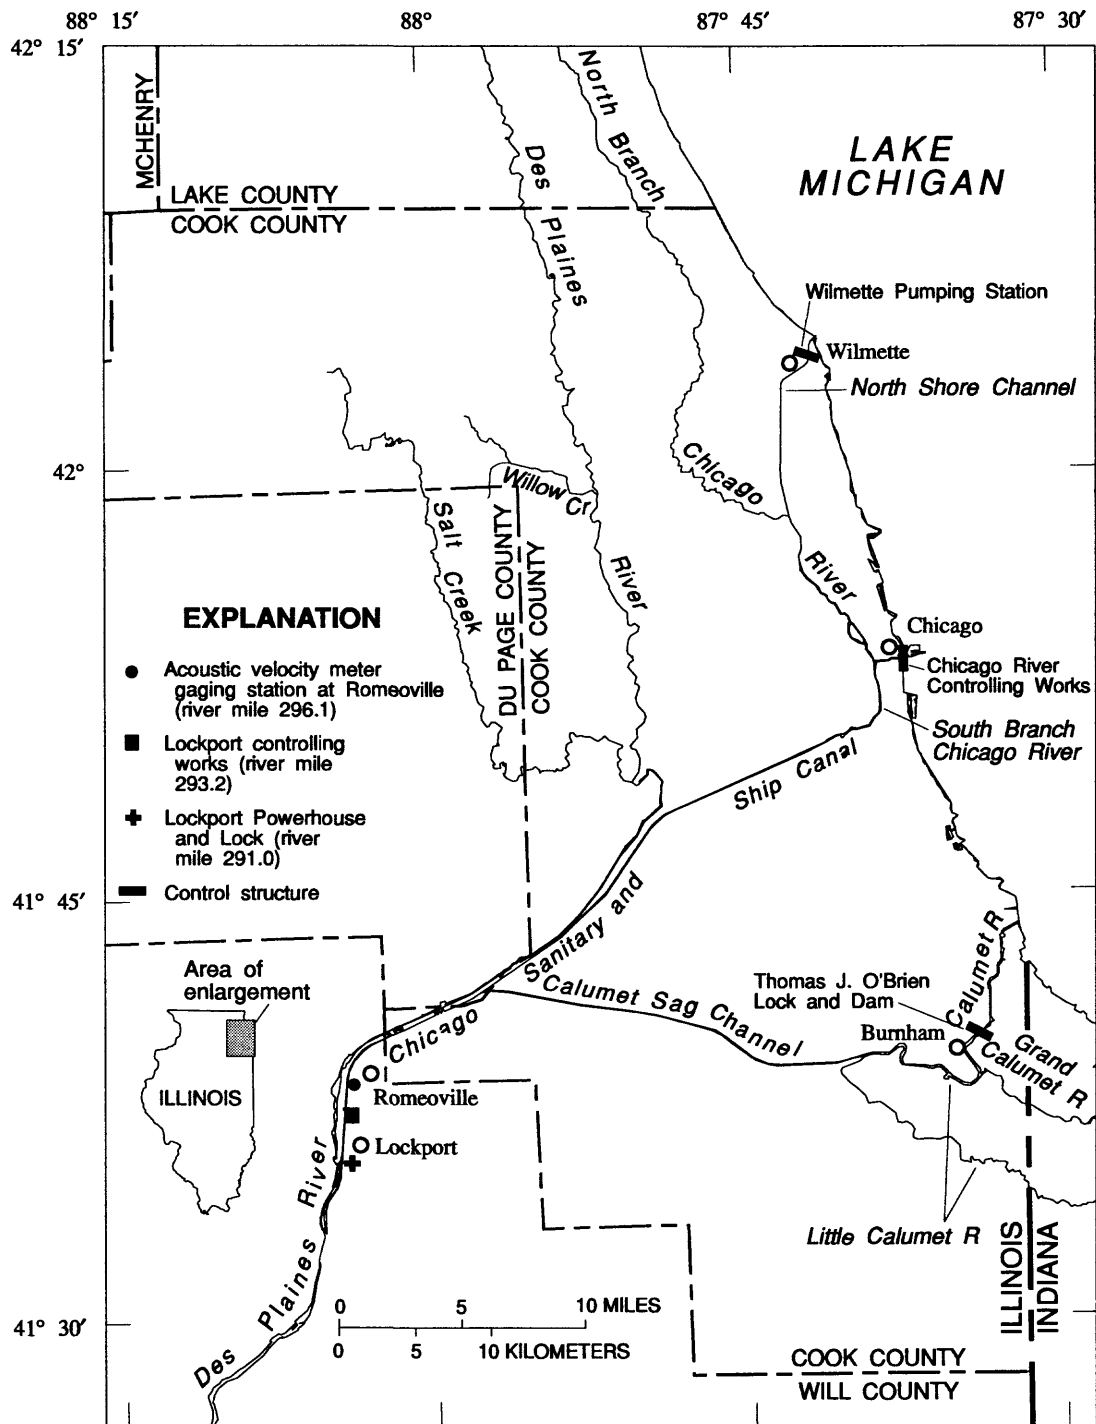 88° 15′
88°
87° 45′
87° 30′
42° 15′
42°
41° 45′
41° 30′
MCHENRY
LAKE COUNTY
COOK COUNTY
North Branch
Des Plaines
LAKE
MICHIGAN
Wilmette Pumping Station
Wilmette
North Shore Channel
Chicago
River
Willow Cr
Salt Creek
DU PAGE COUNTY
COOK COUNTY
River
Chicago
Chicago River
Controlling Works
South Branch
Chicago River
Ship Canal
Sanitary and
Chicago
EXPLANATION
Acoustic velocity meter
gaging station at Romeoville
(river mile 296.1)
Lockport controlling
works (river mile
293.2)
Lockport Powerhouse
and Lock (river
mile 291.0)
Control structure
Area of
enlargement
ILLINOIS
Calumet Sag Channel
Thomas J. O'Brien
Lock and Dam
Burnham
Calumet R
Grand
Calumet R
Romeoville
Lockport
Des Plaines River
Little Calumet R
ILLINOIS
INDIANA
0 5 10 MILES
0 5 10 KILOMETERS
COOK COUNTY
WILL COUNTY